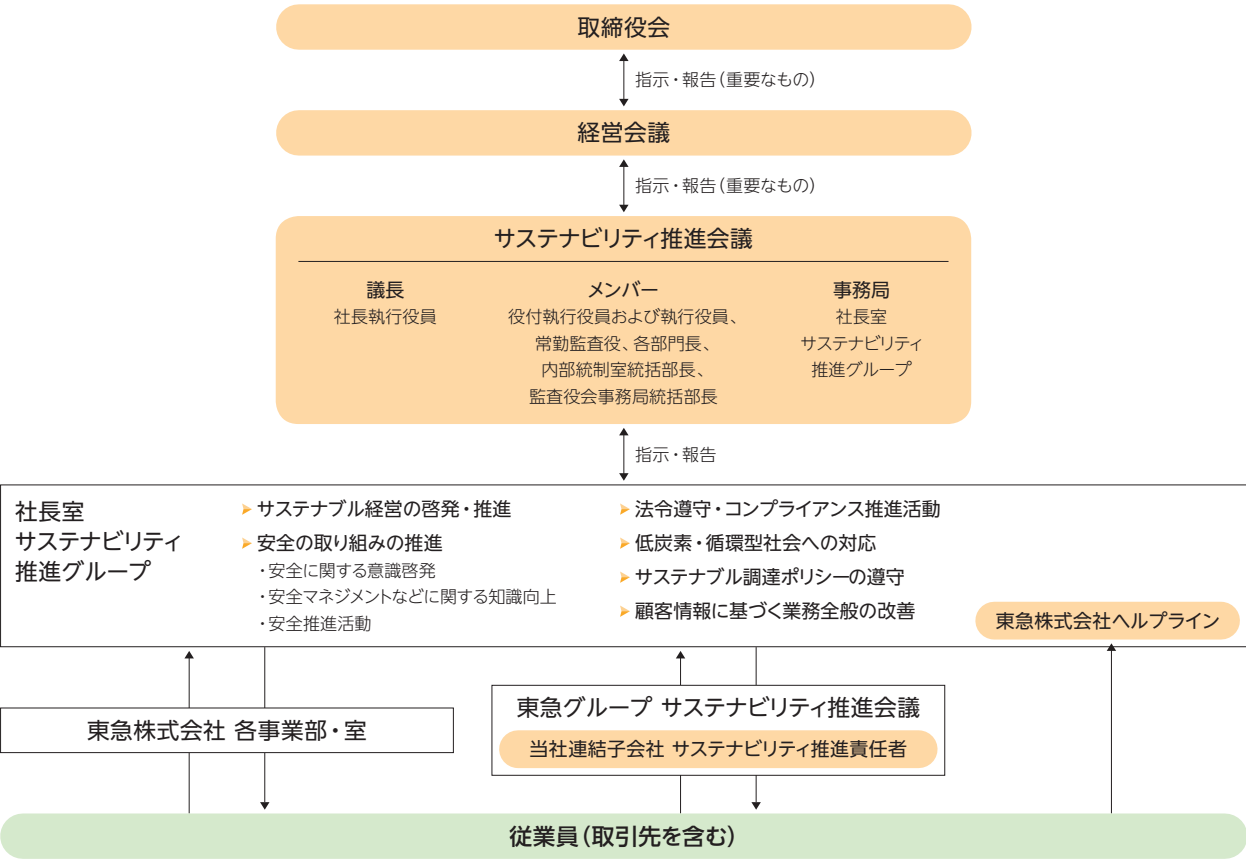 取締役会
指示・報告(重要なもの)
経営会議
指示・報告(重要なもの)
サステナビリティ推進会議
議長
社長執行役員
メンバー
役付執行役員および執行役員、
常勤監査役、各部門長、
内部統制室統括部長、
監査役会事務局統括部長
事務局
社長室
サステナビリティ
推進グループ
指示・報告
社長室
サステナビリティ
推進グループ
サステナブル経営の啓発・推進
安全の取り組みの推進
・安全に関する意識啓発
・安全マネジメントなどに関する知識向上
・安全推進活動
法令遵守・コンプライアンス推進活動
低炭素・循環型社会への対応
サステナブル調達ポリシーの遵守
顧客情報に基づく業務全般の改善
東急株式会社ヘルプライン
東急株式会社 各事業部・室
東急グループ サステナビリティ推進会議
当社連結子会社 サステナビリティ推進責任者
従業員(取引先を含む)